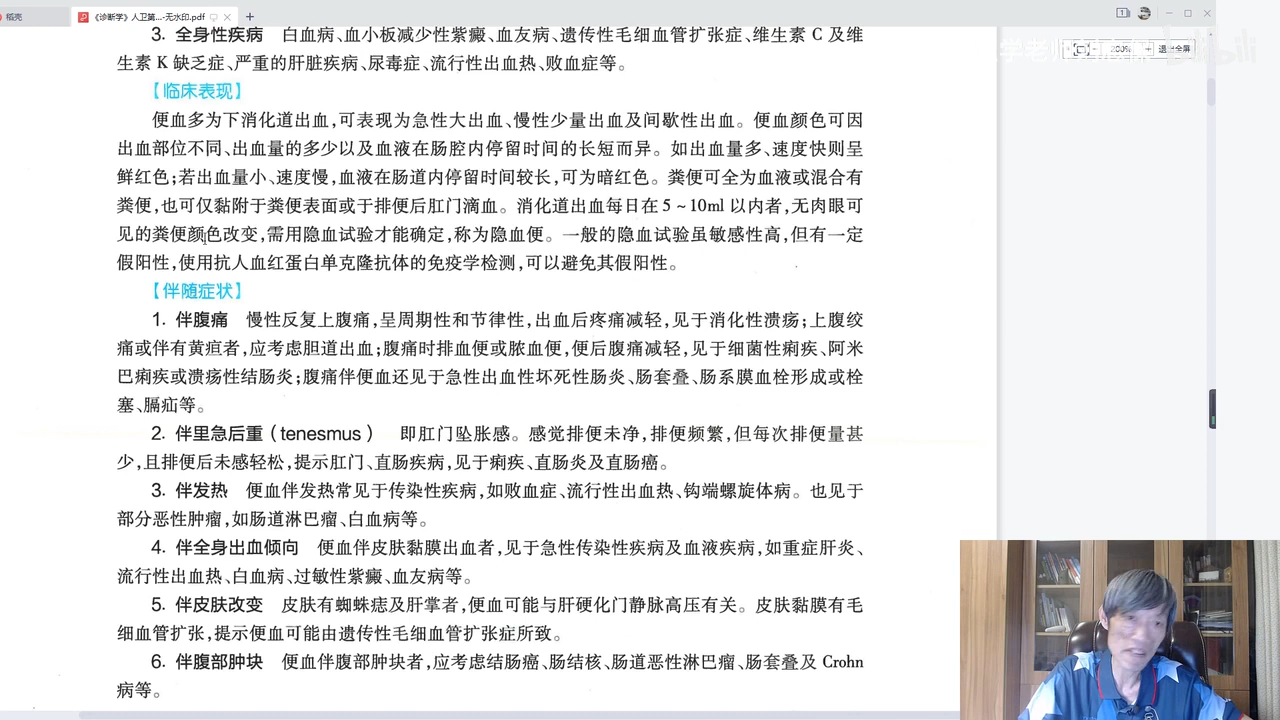 稻壳
《诊断学》人卫第...-无水印.pdf
3. 全身性疾病 白血病、血小板减少性紫癜、血友病、遗传性毛细血管扩张症、维生素 C 及维
生素 K 缺乏症、严重的肝脏疾病、尿毒症、流行性出血热、败血症等。
【临床表现】
便血多为下消化道出血,可表现为急性大出血、慢性少量出血及间歇性出血。便血颜色可因
出血部位不同、出血量的多少以及血液在肠腔内停留时间的长短而异。如出血量多、速度快则呈
鲜红色;若出血量小、速度慢,血液在肠道内停留时间较长,可为暗红色。粪便可全为血液或混合有
粪便,也可仅黏附于粪便表面或于排便后肛门滴血。消化道出血每日在 5 ~ 10ml 以内者,无肉眼可
见的粪便颜色改变,需用隐血试验才能确定,称为隐血便。一般的隐血试验虽敏感性高,但有一定
假阳性,使用抗人血红蛋白单克隆抗体的免疫学检测,可以避免其假阳性。
【伴随症状】
1. 伴腹痛 慢性反复上腹痛,呈周期性和节律性,出血后疼痛减轻,见于消化性溃疡;上腹绞
痛或伴有黄疸者,应考虑胆道出血;腹痛时排血便或脓血便,便后腹痛减轻,见于细菌性痢疾、阿米
巴痢疾或溃疡性结肠炎;腹痛伴便血还见于急性出血性坏死性肠炎、肠套叠、肠系膜血栓形成或栓
塞、膈疝等。
2. 伴里急后重(tenesmus) 即肛门坠胀感。感觉排便未净,排便频繁,但每次排便量甚
少,且排便后未感轻松,提示肛门、直肠疾病,见于痢疾、直肠炎及直肠癌。
3. 伴发热 便血伴发热常见于传染性疾病,如败血症、流行性出血热、钩端螺旋体病。也见于
部分恶性肿瘤,如肠道淋巴瘤、白血病等。
4. 伴全身出血倾向 便血伴皮肤黏膜出血者,见于急性传染性疾病及血液疾病,如重症肝炎、
流行性出血热、白血病、过敏性紫癜、血友病等。
5. 伴皮肤改变 皮肤有蜘蛛痣及肝掌者,便血可能与肝硬化门静脉高压有关。皮肤黏膜有毛
细血管扩张,提示便血可能由遗传性毛细血管扩张症所致。
6. 伴腹部肿块 便血伴腹部肿块者,应考虑结肠癌、肠结核、肠道恶性淋巴瘤、肠套叠及 Crohn
病等。